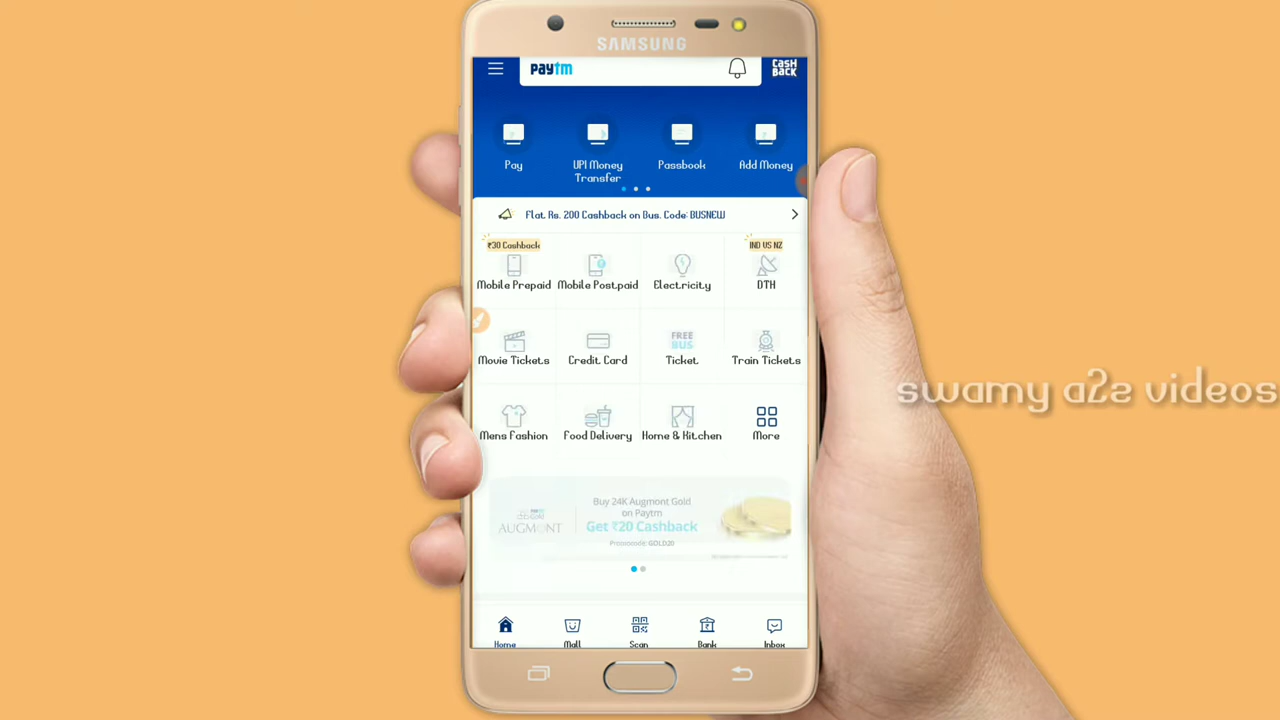 SAMSUNG
paytm
CASH
BACK
Pay
UPI Money
Transfer
Passbook
Add Money
Flat Rs. 200 Cashback on Bus. Code: BUSNEW
₹30 Cashback
IND VS NZ
Mobile Prepaid
Mobile Postpaid
Electricity
DTH
FREE
BUS
Movie Tickets
Credit Card
Ticket
Train Tickets
swamy a2z videos
Mens Fashion
Food Delivery
Home & Kitchen
More
Buy 24K Augmont Gold
on Paytm
AUGMONT
Get ₹20 Cashback
Promocode: GOLD20
Home
Mall
Scan
Bank
Inbox